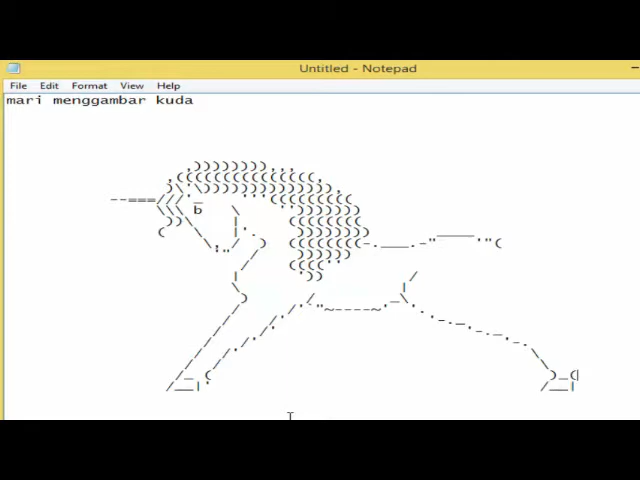 Untitled - Notepad
File Edit Format View Help
mari menggambar kuda